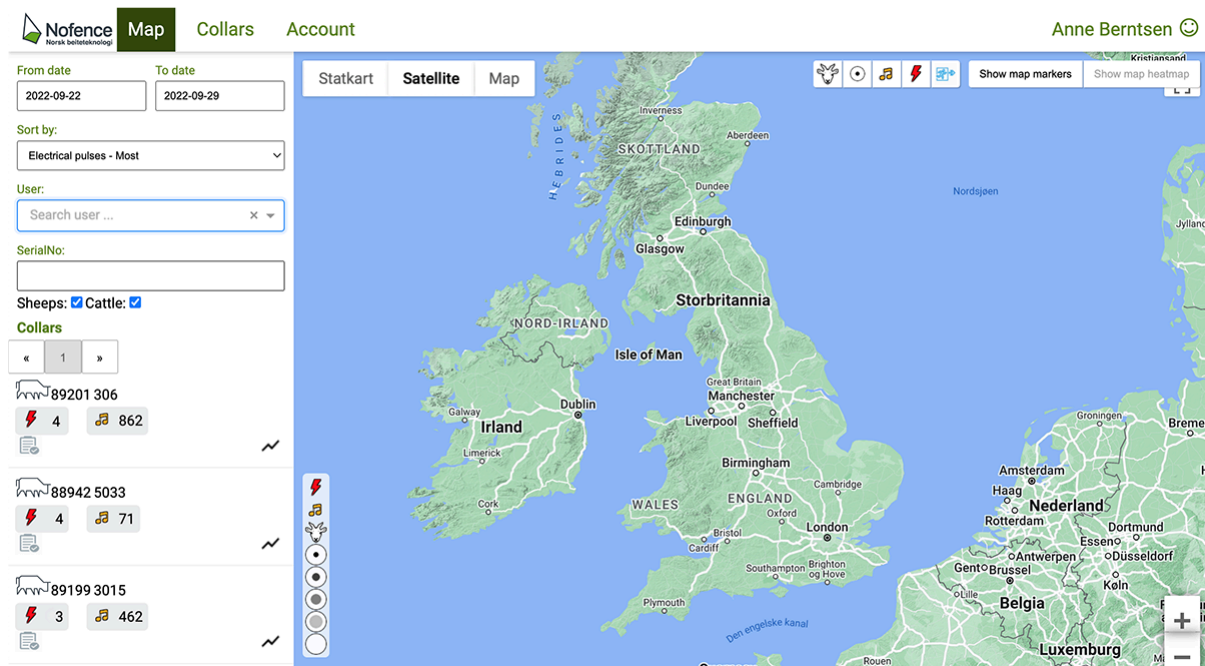 Nofence
Norsk beiteteknologi
Map
Collars
Account
Anne Berntsen
From date
To date
2022-09-22
2022-09-29
Sort by:
Electrical pulses - Most
User:
Search user ...
SerialNo:
Sheeps:
Cattle:
Collars
«
1
»
89201 306
4
862
88942 5033
4
71
89199 3015
3
462
Statkart
Satellite
Map
Show map markers
Show map heatmap
Kristiansand
Inverness
Aberdeen
HEBRIDES
SKOTTLAND
Nordsjøen
Dundee
Edinburgh
Glasgow
Jyllan
Storbritannia
NORD-IRLAND
Isle of Man
Great Britain
Manchester
Galway
Dublin
Liverpool
Sheffield
Groningen
Irland
Breme
Limerick
Birmingham
Amsterdam
Cambridge
Haag
Cork
WALES
ENGLAND
Nederland
Oxford
Rotterdam
Dortmund
Bristol
London
Essen
Cardiff
Antwerpen
Düsseldorf
Southampton
Brighton
og Hove
Gent
Brussel
Køln
Lille
Plymouth
Belgia
Den engelske kanal
+
Luxemburg
−
Rouen